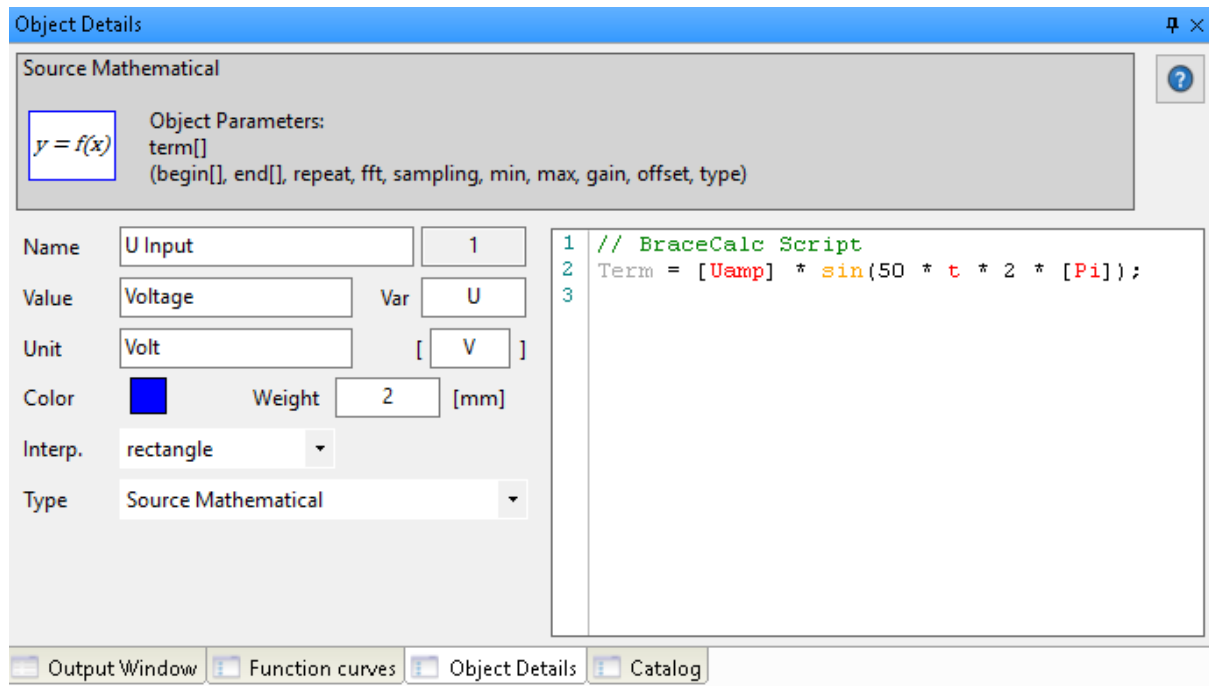 Object Details
Source Mathematical
y = f(x)
Object Parameters:
term[]
(begin[], end[], repeat, fft, sampling, min, max, gain, offset, type)
Name U Input 1
Value Voltage Var U
Unit Volt [ V ]
Color Weight 2 [mm]
Interp. rectangle
Type Source Mathematical
1 // BraceCalc Script
2 Term = [Uamp] * sin(50 * t * 2 * [Pi]);
3
Output Window Function curves Object Details Catalog